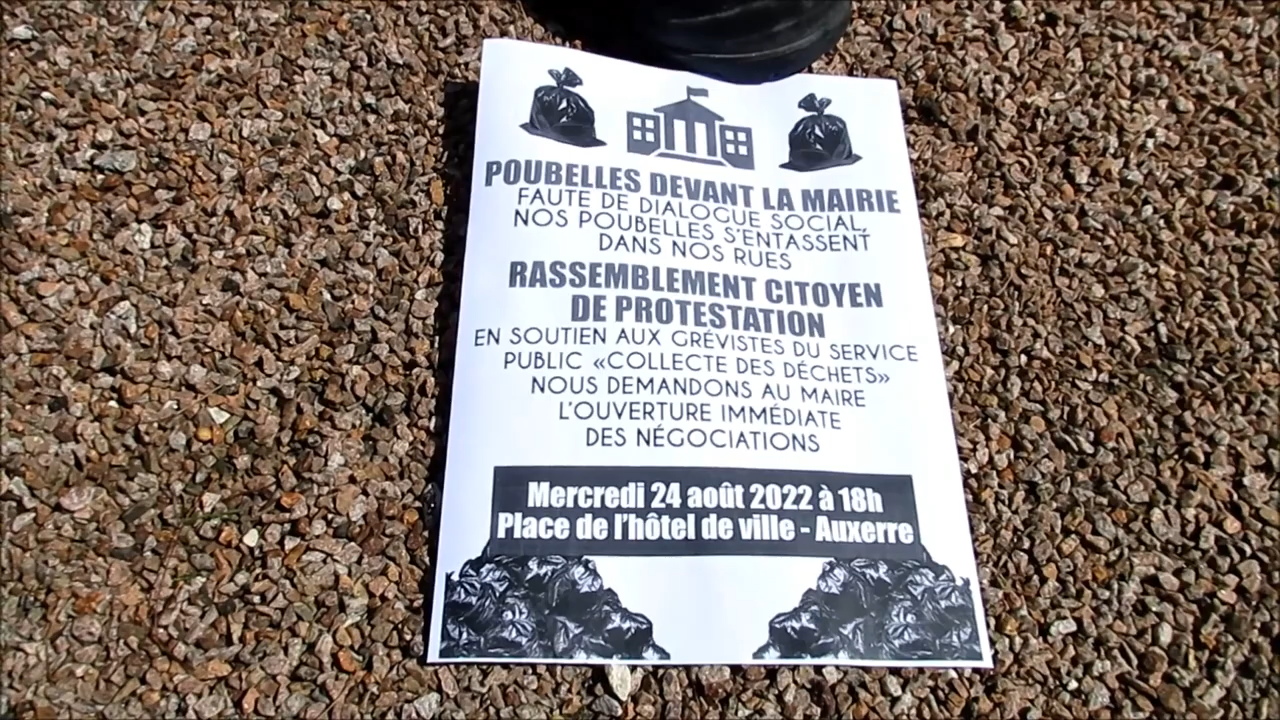 POUBELLES DEVANT LA MAIRIE
FAUTE DE DIALOGUE SOCIAL,
NOS POUBELLES S'ENTASSENT
DANS NOS RUES
RASSEMBLEMENT CITOYEN
DE PROTESTATION
EN SOUTIEN AUX GRÉVISTES DU SERVICE
PUBLIC «COLLECTE DES DÉCHETS»
NOUS DEMANDONS AU MAIRE
L'OUVERTURE IMMÉDIATE
DES NÉGOCIATIONS
Mercredi 24 août 2022 à 18h
Place de l'hôtel de ville - Auxerre